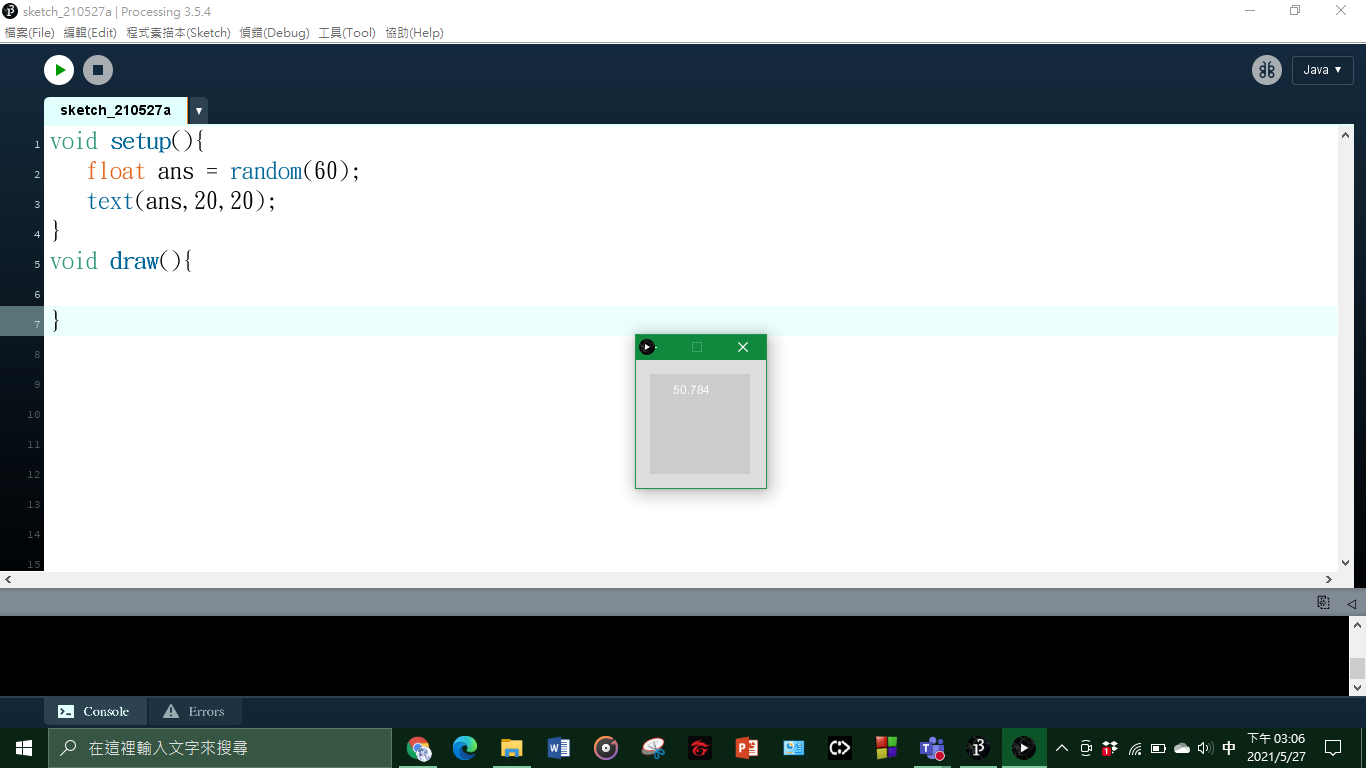 sketch_210527a | Processing 3.5.4
檔案(File) 編輯(Edit) 程式素描本(Sketch) 偵錯(Debug) 工具(Tool) 協助(Help)
Java ▼
sketch_210527a ▼
1 void setup(){
2 float ans = random(60);
3 text(ans,20,20);
4 }
5 void draw(){
6
7 }
8
9
10
11
12
13
14
15
50.784
Console Errors
在這裡輸入文字來搜尋
中
下午 03:06
2021/5/27